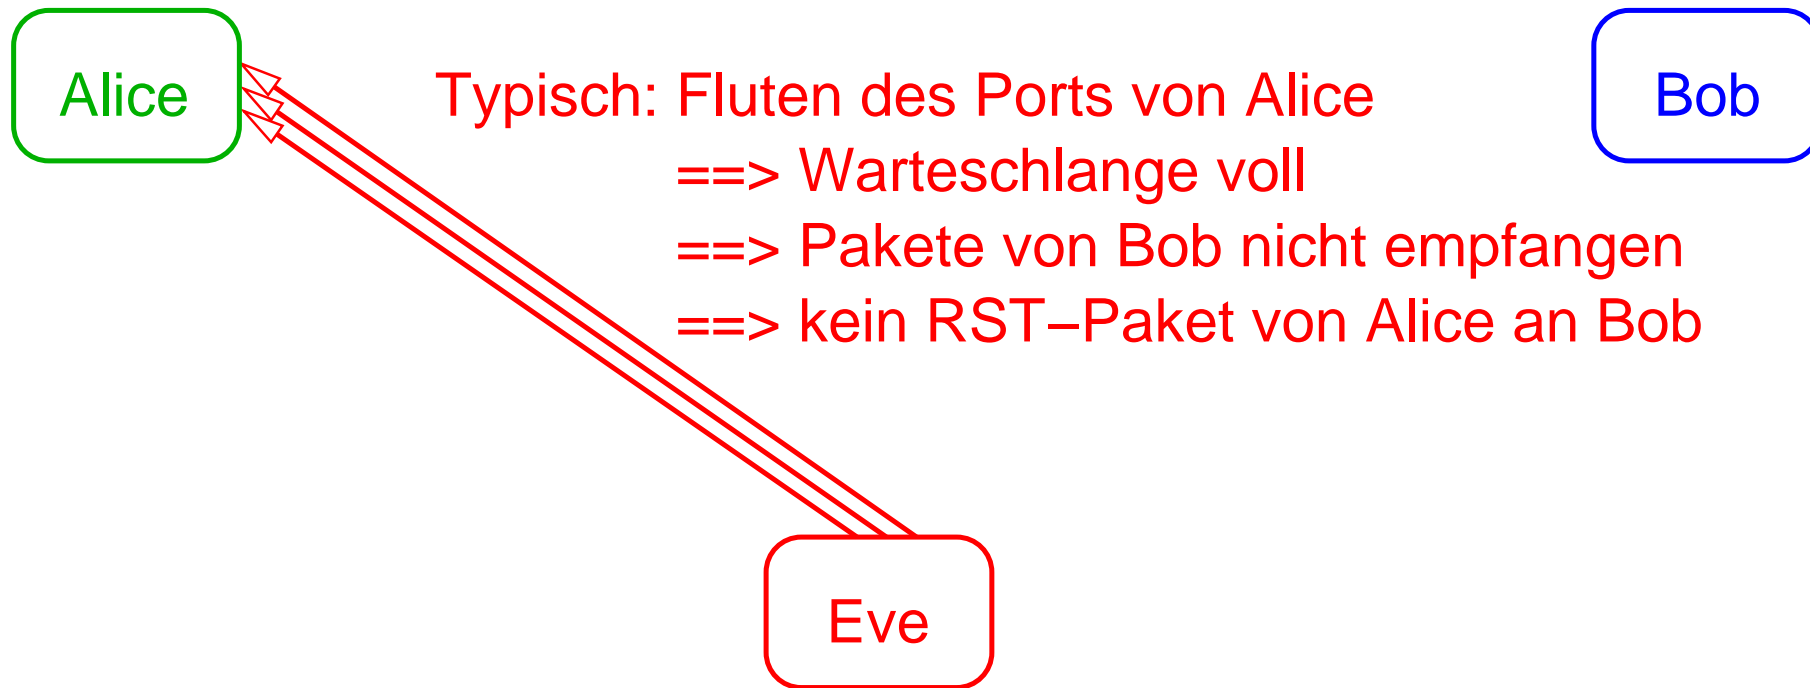 Alice
Typisch: Fluten des Ports von Alice
==> Warteschlange voll
==> Pakete von Bob nicht empfangen
==> kein RST−Paket von Alice an Bob
Bob
Eve